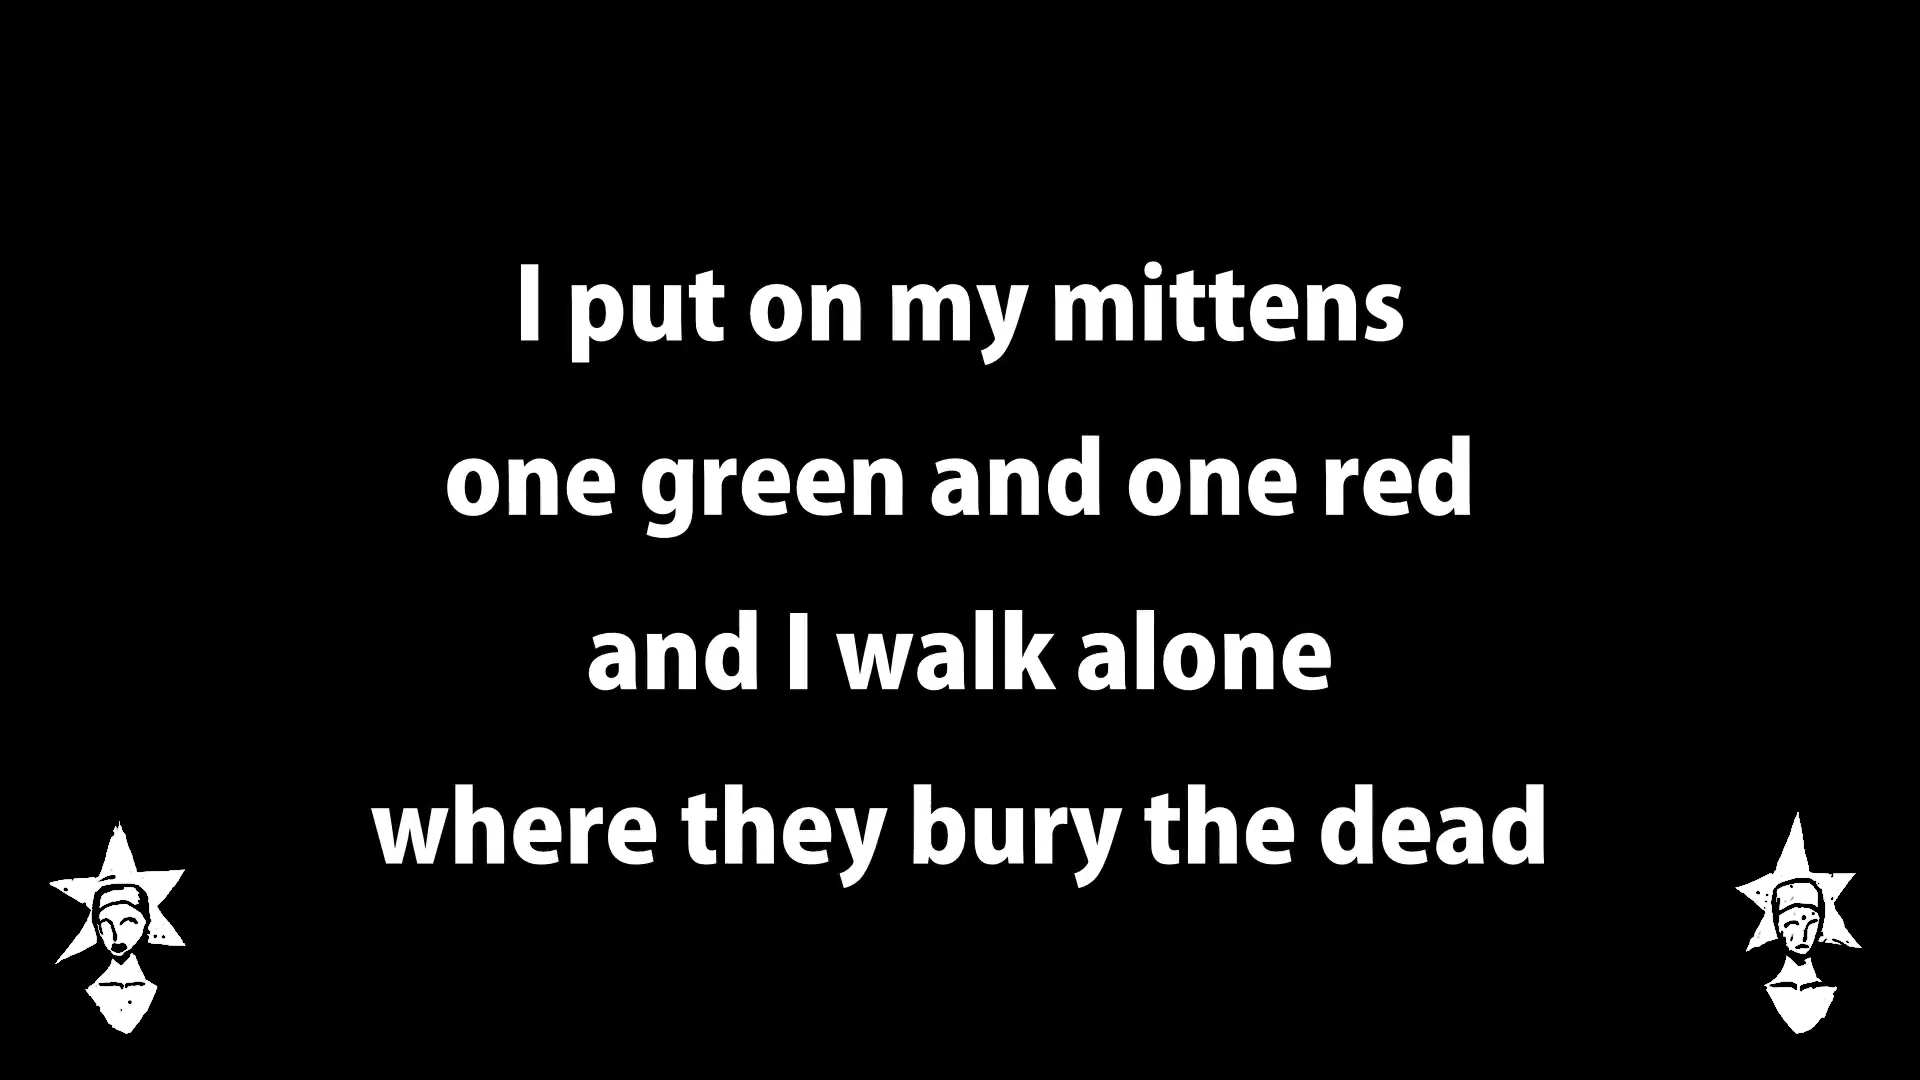 I put on my mittens
one green and one red
and I walk alone
where they bury the dead